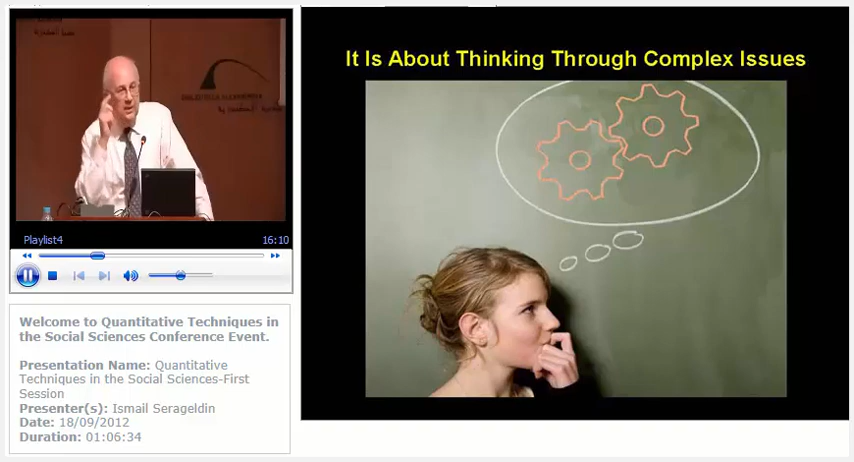 BIBLIOTHECA ALEXANDRINA
Playlist4
16:10
It Is About Thinking Through Complex Issues
Welcome to Quantitative Techniques in
the Social Sciences Conference Event.
Presentation Name: Quantitative
Techniques in the Social Sciences-First
Session
Presenter(s): Ismail Serageldin
Date: 18/09/2012
Duration: 01:06:34